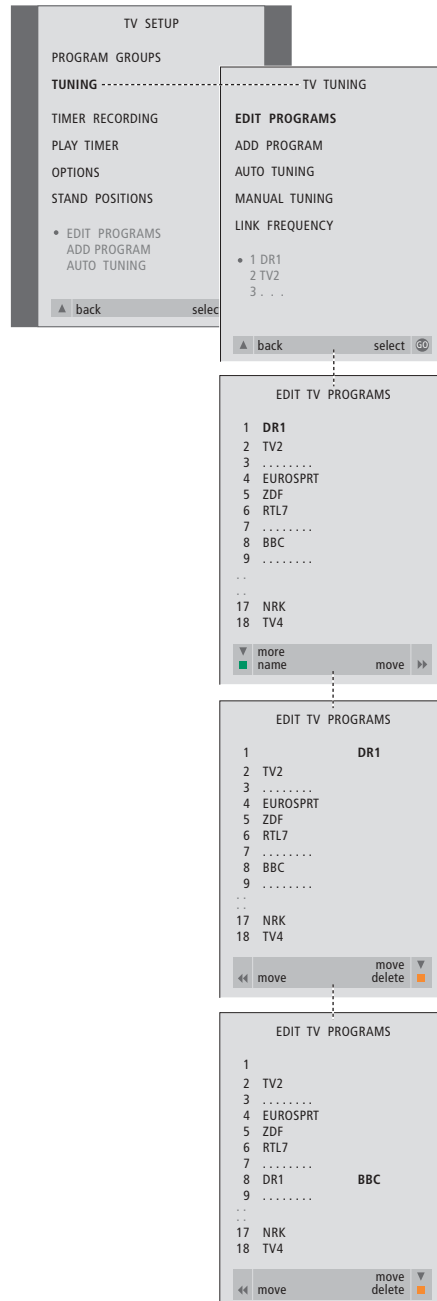 TV SETUP
PROGRAM GROUPS
TUNING
TIMER RECORDING
PLAY TIMER
OPTIONS
STAND POSITIONS
• EDIT PROGRAMS
ADD PROGRAM
AUTO TUNING
▲ back selec
TV TUNING
EDIT PROGRAMS
ADD PROGRAM
AUTO TUNING
MANUAL TUNING
LINK FREQUENCY
• 1 DR1
2 TV2
3 . . .
▲ back select GO
EDIT TV PROGRAMS
1 DR1
2 TV2
3 . . . . . . . .
4 EUROSPRT
5 ZDF
6 RTL7
7 . . . . . . . .
8 BBC
9 . . . . . . . .
. .
. .
17 NRK
18 TV4
▼ more
■ name move ▶▶
EDIT TV PROGRAMS
1 DR1
2 TV2
3 . . . . . . . .
4 EUROSPRT
5 ZDF
6 RTL7
7 . . . . . . . .
8 BBC
9 . . . . . . . .
. .
. .
17 NRK
18 TV4
move ▼
◀◀ move delete ■
EDIT TV PROGRAMS
1
2 TV2
3 . . . . . . . .
4 EUROSPRT
5 ZDF
6 RTL7
7 . . . . . . . .
8 DR1 BBC
9 . . . . . . . .
. .
. .
17 NRK
18 TV4
move ▼
◀◀ move delete ■